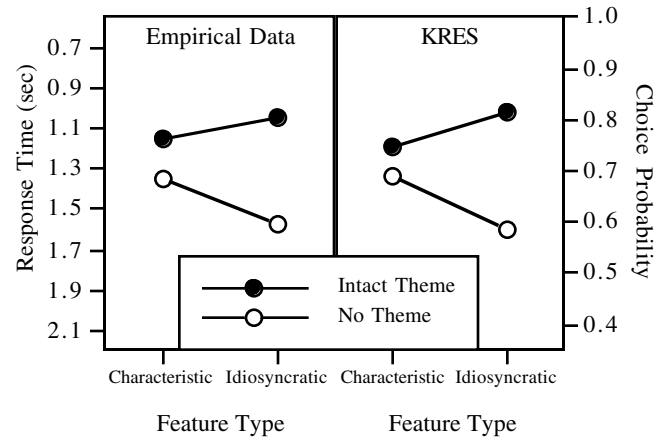 Empirical Data
KRES
Response Time (sec)
0.7
0.9
1.1
1.3
1.5
1.7
1.9
2.1
1.0
0.9
0.8
0.7
0.6
0.5
0.4
Choice Probability
Intact Theme
No Theme
Characteristic Idiosyncratic Characteristic Idiosyncratic
Feature Type Feature Type